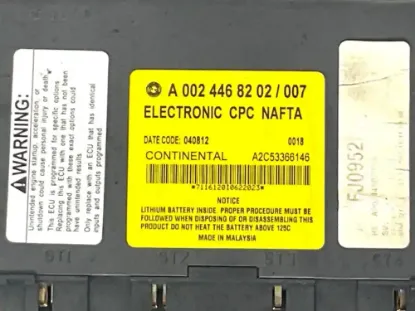 WARNING:
Unintended engine startup, acceleration, or
shutdown could cause personal injury or death!
This ECU is programmed for specific options
Replacing this ECU with one that has not been
programmed with these exact options could
have unintended results
Only replace with an ECU that has identical
inputs and outputs programmed
A 002 446 82 02 / 007
ELECTRONIC CPC NAFTA
DATE CODE: 040812 0018
CONTINENTAL A2C53366146
*711612010622023*
NOTICE
LITHIUM BATTERY INSIDE. PROPER PROCEDURE MUST BE
FOLLOWED WHEN DISPOSING OF OR DISASSEMBLING THIS
PRODUCT DO NOT HEAT THE BATTERY ABOVE 125C
MADE IN MALAYSIA
FJ0952
ST1 ST2 ST3 ST4